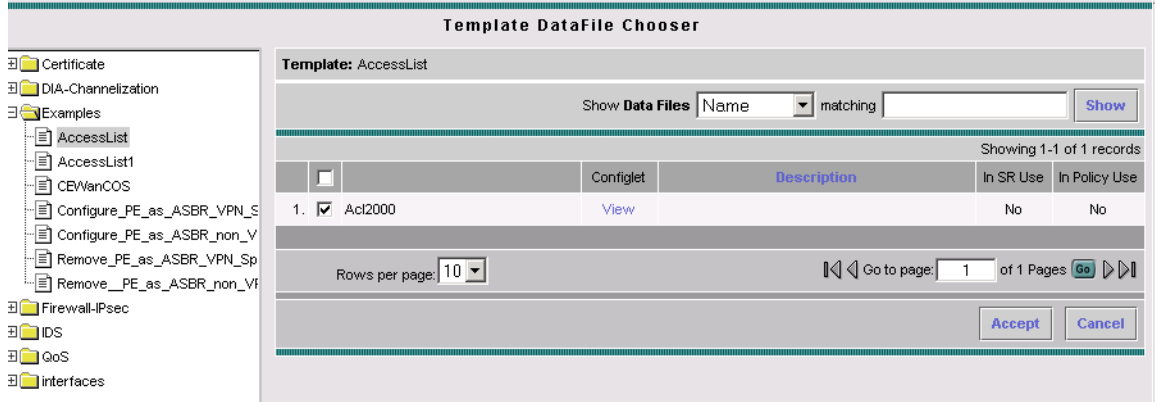 Template DataFile Chooser
Certificate
DIA-Channelization
Examples
AccessList
AccessList1
CEWanCOS
Configure_PE_as_ASBR_VPN_S
Configure_PE_as_ASBR_non_V
Remove_PE_as_ASBR_VPN_Sp
Remove__PE_as_ASBR_non_VF
Firewall-IPsec
IDS
QoS
interfaces
Template: AccessList
Show Data Files Name matching Show
Showing 1-1 of 1 records
Configlet Description In SR Use In Policy Use
1. Acl2000 View No No
Rows per page: 10 Go to page: 1 of 1 Pages Go
Accept Cancel